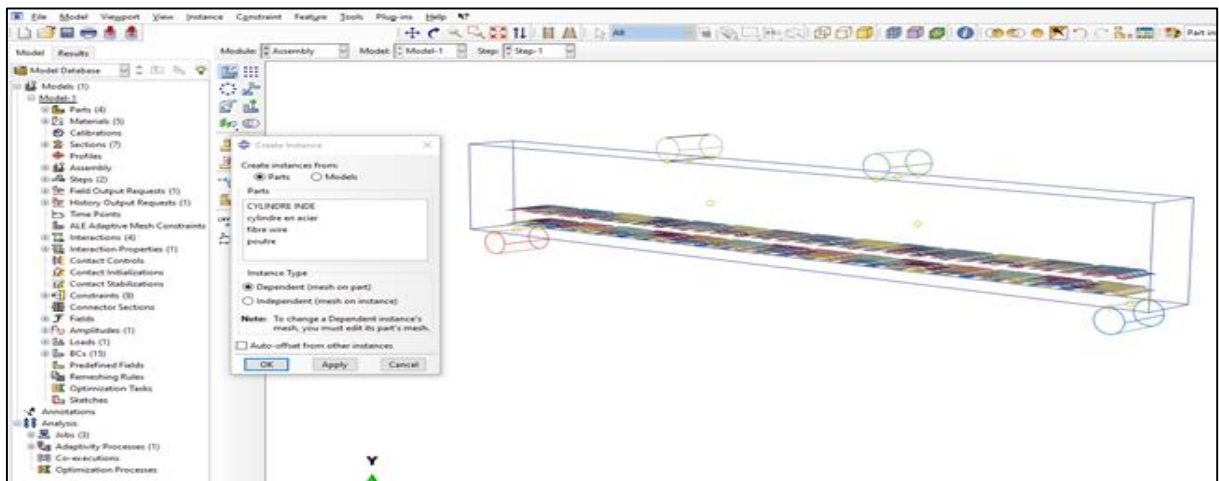 File Model Viewport View Instance Constraint Feature Tools Plug-ins Help
All
Part in
Model Results
Module: Assembly Model: Model-1 Step: Step-1
Model Database
Models (1)
Model-1
Parts (4)
Materials (5)
Calibrations
Sections (7)
Profiles
Assembly
Steps (2)
Field Output Requests (1)
History Output Requests (1)
Time Points
ALE Adaptive Mesh Constraints
Interactions (4)
Interaction Properties (1)
Contact Controls
Contact Initializations
Contact Stabilizations
Constraints (9)
Connector Sections
Fields
Amplitudes (1)
Loads (1)
BCs (15)
Predefined Fields
Remeshing Rules
Optimization Tasks
Sketches
Annotations
Analysis
Jobs (3)
Adaptivity Processes (1)
Co-executions
Optimization Processes
Create Instance
Create instances from:
Parts Models
Parts
CYLINDRE INDE
cylindre en acier
fibre wire
poutre
Instance Type
Dependent (mesh on part)
Independent (mesh on instance)
Note: To change a Dependent instance's
mesh, you must edit its part's mesh.
Auto-offset from other instances
OK Apply Cancel
Y